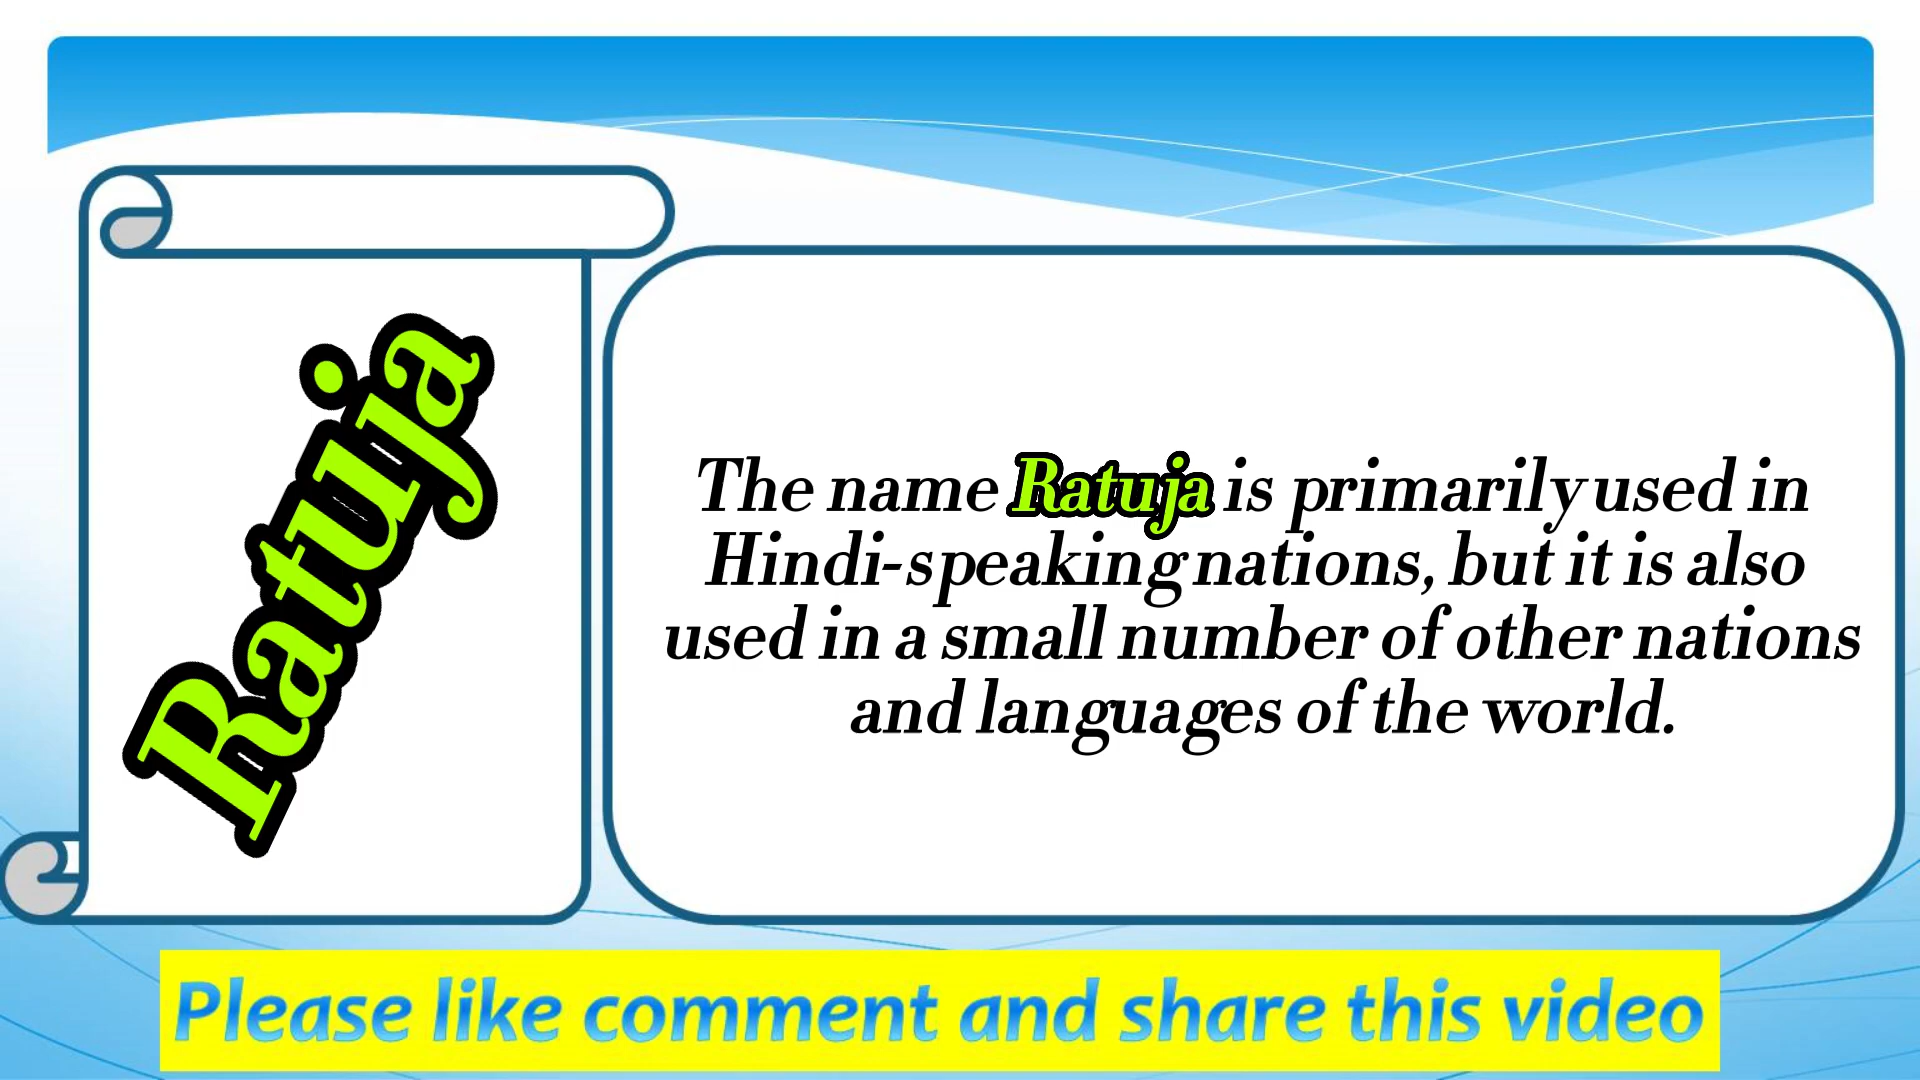 Ratuja
The name Ratuja is primarily used in
Hindi-speaking nations, but it is also
used in a small number of other nations
and languages of the world.
Please like comment and share this video